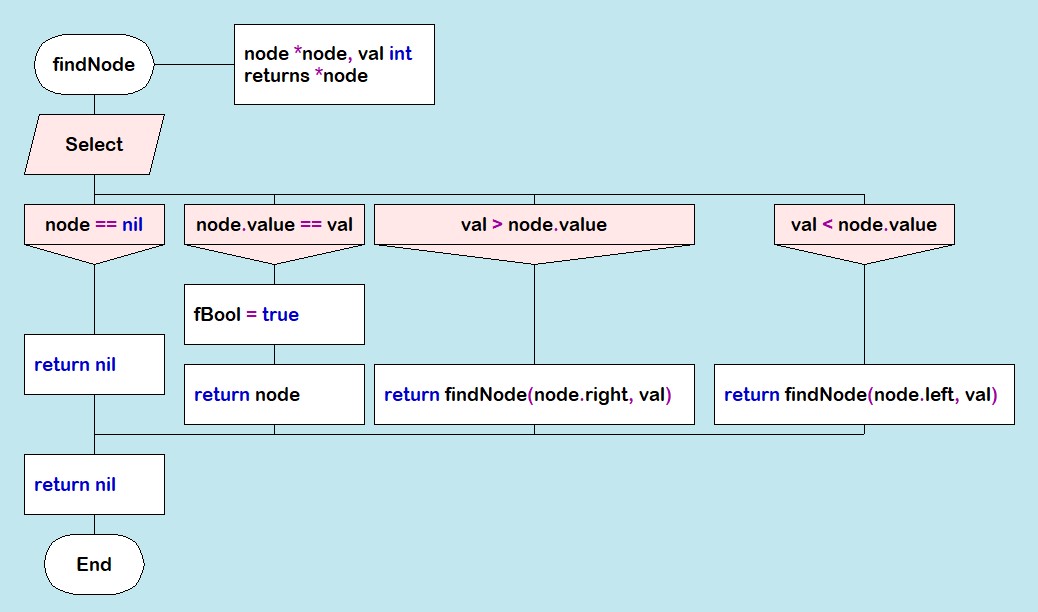 findNode
node *node, val int
returns *node
Select
node == nil
node.value == val
val > node.value
val < node.value
fBool = true
return nil
return node
return findNode(node.right, val)
return findNode(node.left, val)
return nil
End